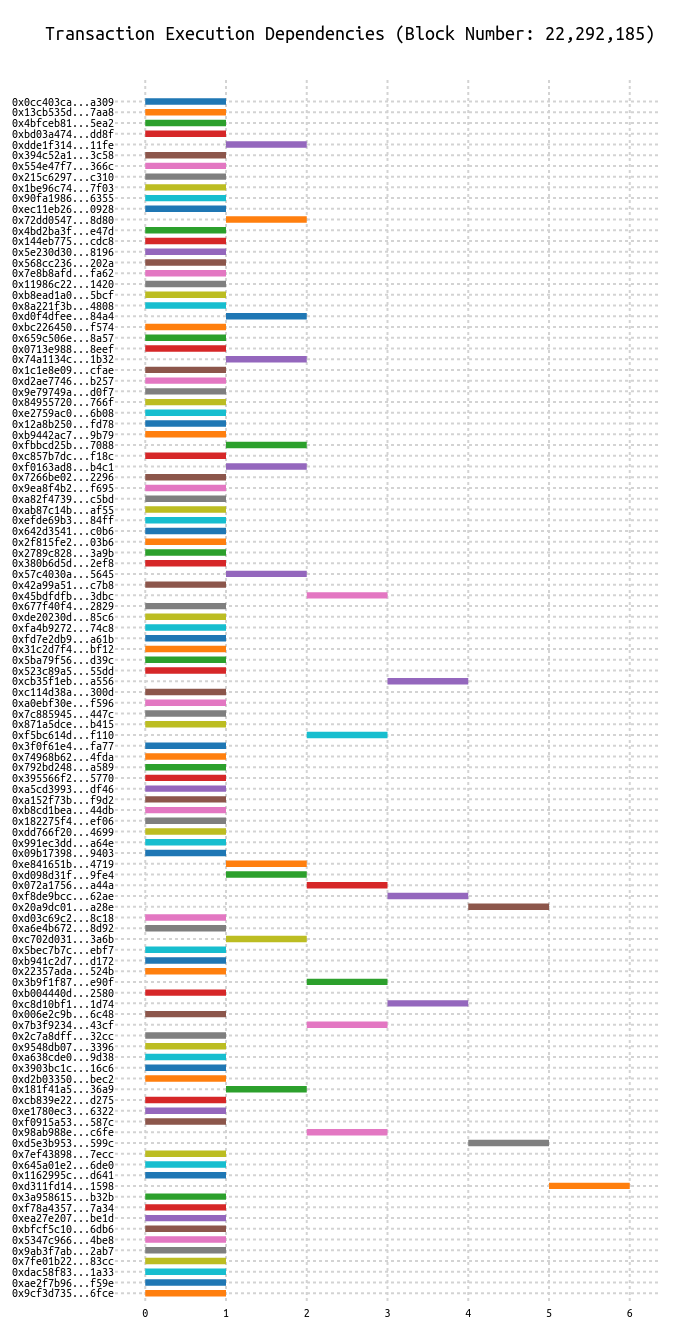 Transaction Execution Dependencies (Block Number: 22,292,185)
0x0cc403ca...a309
0x13cb535d...7aa8
0x4bfceb81...5ea2
0xbd03a474...dd8f
0xdde1f314...11fe
0x394c52a1...3c58
0x554e47f7...366c
0x215c6297...c310
0x1be96c74...7f03
0x90fa1986...6355
0xec11eb26...0928
0x72dd0547...8d80
0x4bd2ba3f...e47d
0x144eb775...cdc8
0x5e230d30...8196
0x568cc236...202a
0x7e8b8afd...fa62
0x11986c22...1420
0xb8ead1a0...5bcf
0x8a221f3b...4808
0xd0f4dfee...84a4
0xbc226450...f574
0x659c506e...8a57
0x0713e988...8eef
0x74a1134c...1b32
0x1c1e8e09...cfae
0xd2ae7746...b257
0x9e79749a...d0f7
0x84955720...766f
0xe2759ac0...6b08
0x12a8b250...fd78
0xb9442ac7...9b79
0xfbbcd25b...7088
0xc857b7dc...f18c
0xf0163ad8...b4c1
0x7266be02...2296
0x9ea8f4b2...f695
0xa82f4739...c5bd
0xab87c14b...af55
0xefde69b3...84ff
0x642d3541...c0b6
0x2f815fe2...03b6
0x2789c828...3a9b
0x380b6d5d...2ef8
0x57c4030a...5645
0x42a99a51...c7b8
0x45bdfdfb...3dbc
0x677f40f4...2829
0xde20230d...85c6
0xfa4b9272...74c8
0xfd7e2db9...a61b
0x31c2d7f4...bf12
0x5ba79f56...d39c
0x523c89a5...55dd
0xcb35f1eb...a556
0xc114d38a...300d
0xa0ebf30e...f596
0x7c885945...447c
0x871a5dce...b415
0xf5bc614d...f110
0x3f0f61e4...fa77
0x74968b62...4fda
0x792bd248...a589
0x395566f2...5770
0xa5cd3993...df46
0xa152f73b...f9d2
0xb8cd1bea...44db
0x182275f4...ef06
0xdd766f20...4699
0x991ec3dd...a64e
0x09b17398...9403
0xe841651b...4719
0xd098d31f...9fe4
0x072a1756...a44a
0xf8de9bcc...62ae
0x20a9dc01...a28e
0xd03c69c2...8c18
0xa6e4b672...8d92
0xc702d031...3a6b
0x5bec7b7c...ebf7
0xb941c2d7...d172
0x22357ada...524b
0x3b9f1f87...e90f
0xb004440d...2580
0xc8d10bf1...1d74
0x006e2c9b...6c48
0x7b3f9234...43cf
0x2c7a8dff...32cc
0x9548db07...3396
0xa638cde0...9d38
0x3903bc1c...16c6
0xd2b03350...bec2
0x181f41a5...36a9
0xcb839e22...d275
0xe1780ec3...6322
0xf0915a53...587c
0x98ab988e...c6fe
0xd5e3b953...599c
0x7ef43898...7ecc
0x645a01e2...6de0
0x1162995c...d641
0xd311fd14...1598
0x3a958615...b32b
0xf78a4357...7a34
0xea27e207...be1d
0xbfcf5c10...6db6
0x5347c966...4be8
0x9ab3f7ab...2ab7
0x7fe01b22...83cc
0xdac58f83...1a33
0xae2f7b96...f59e
0x9cf3d735...6fce
0 1 2 3 4 5 6